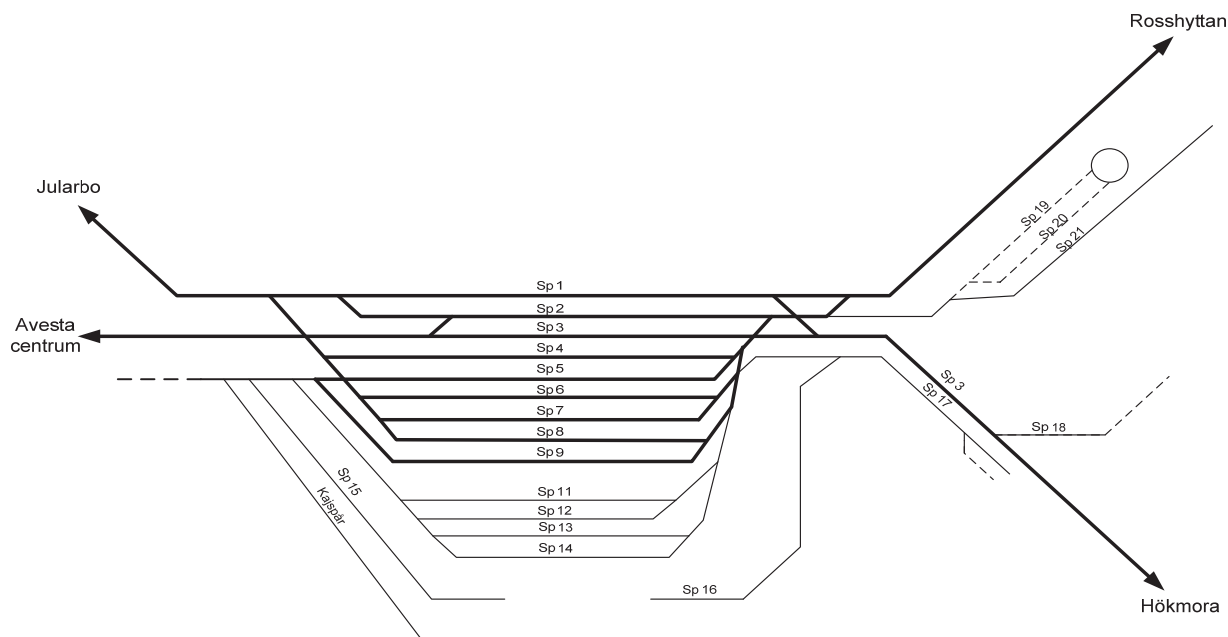 Rosshyttan
Jularbo
Sp 19
Sp 20
Sp 21
Sp 1
Sp 2
Avesta
centrum
Sp 3
Sp 4
Sp 5
Sp 3
Sp 6
Sp 17
Sp 7
Sp 18
Sp 8
Sp 9
Sp 15
Kajspår
Sp 11
Sp 12
Sp 13
Sp 14
Sp 16
Hökmora